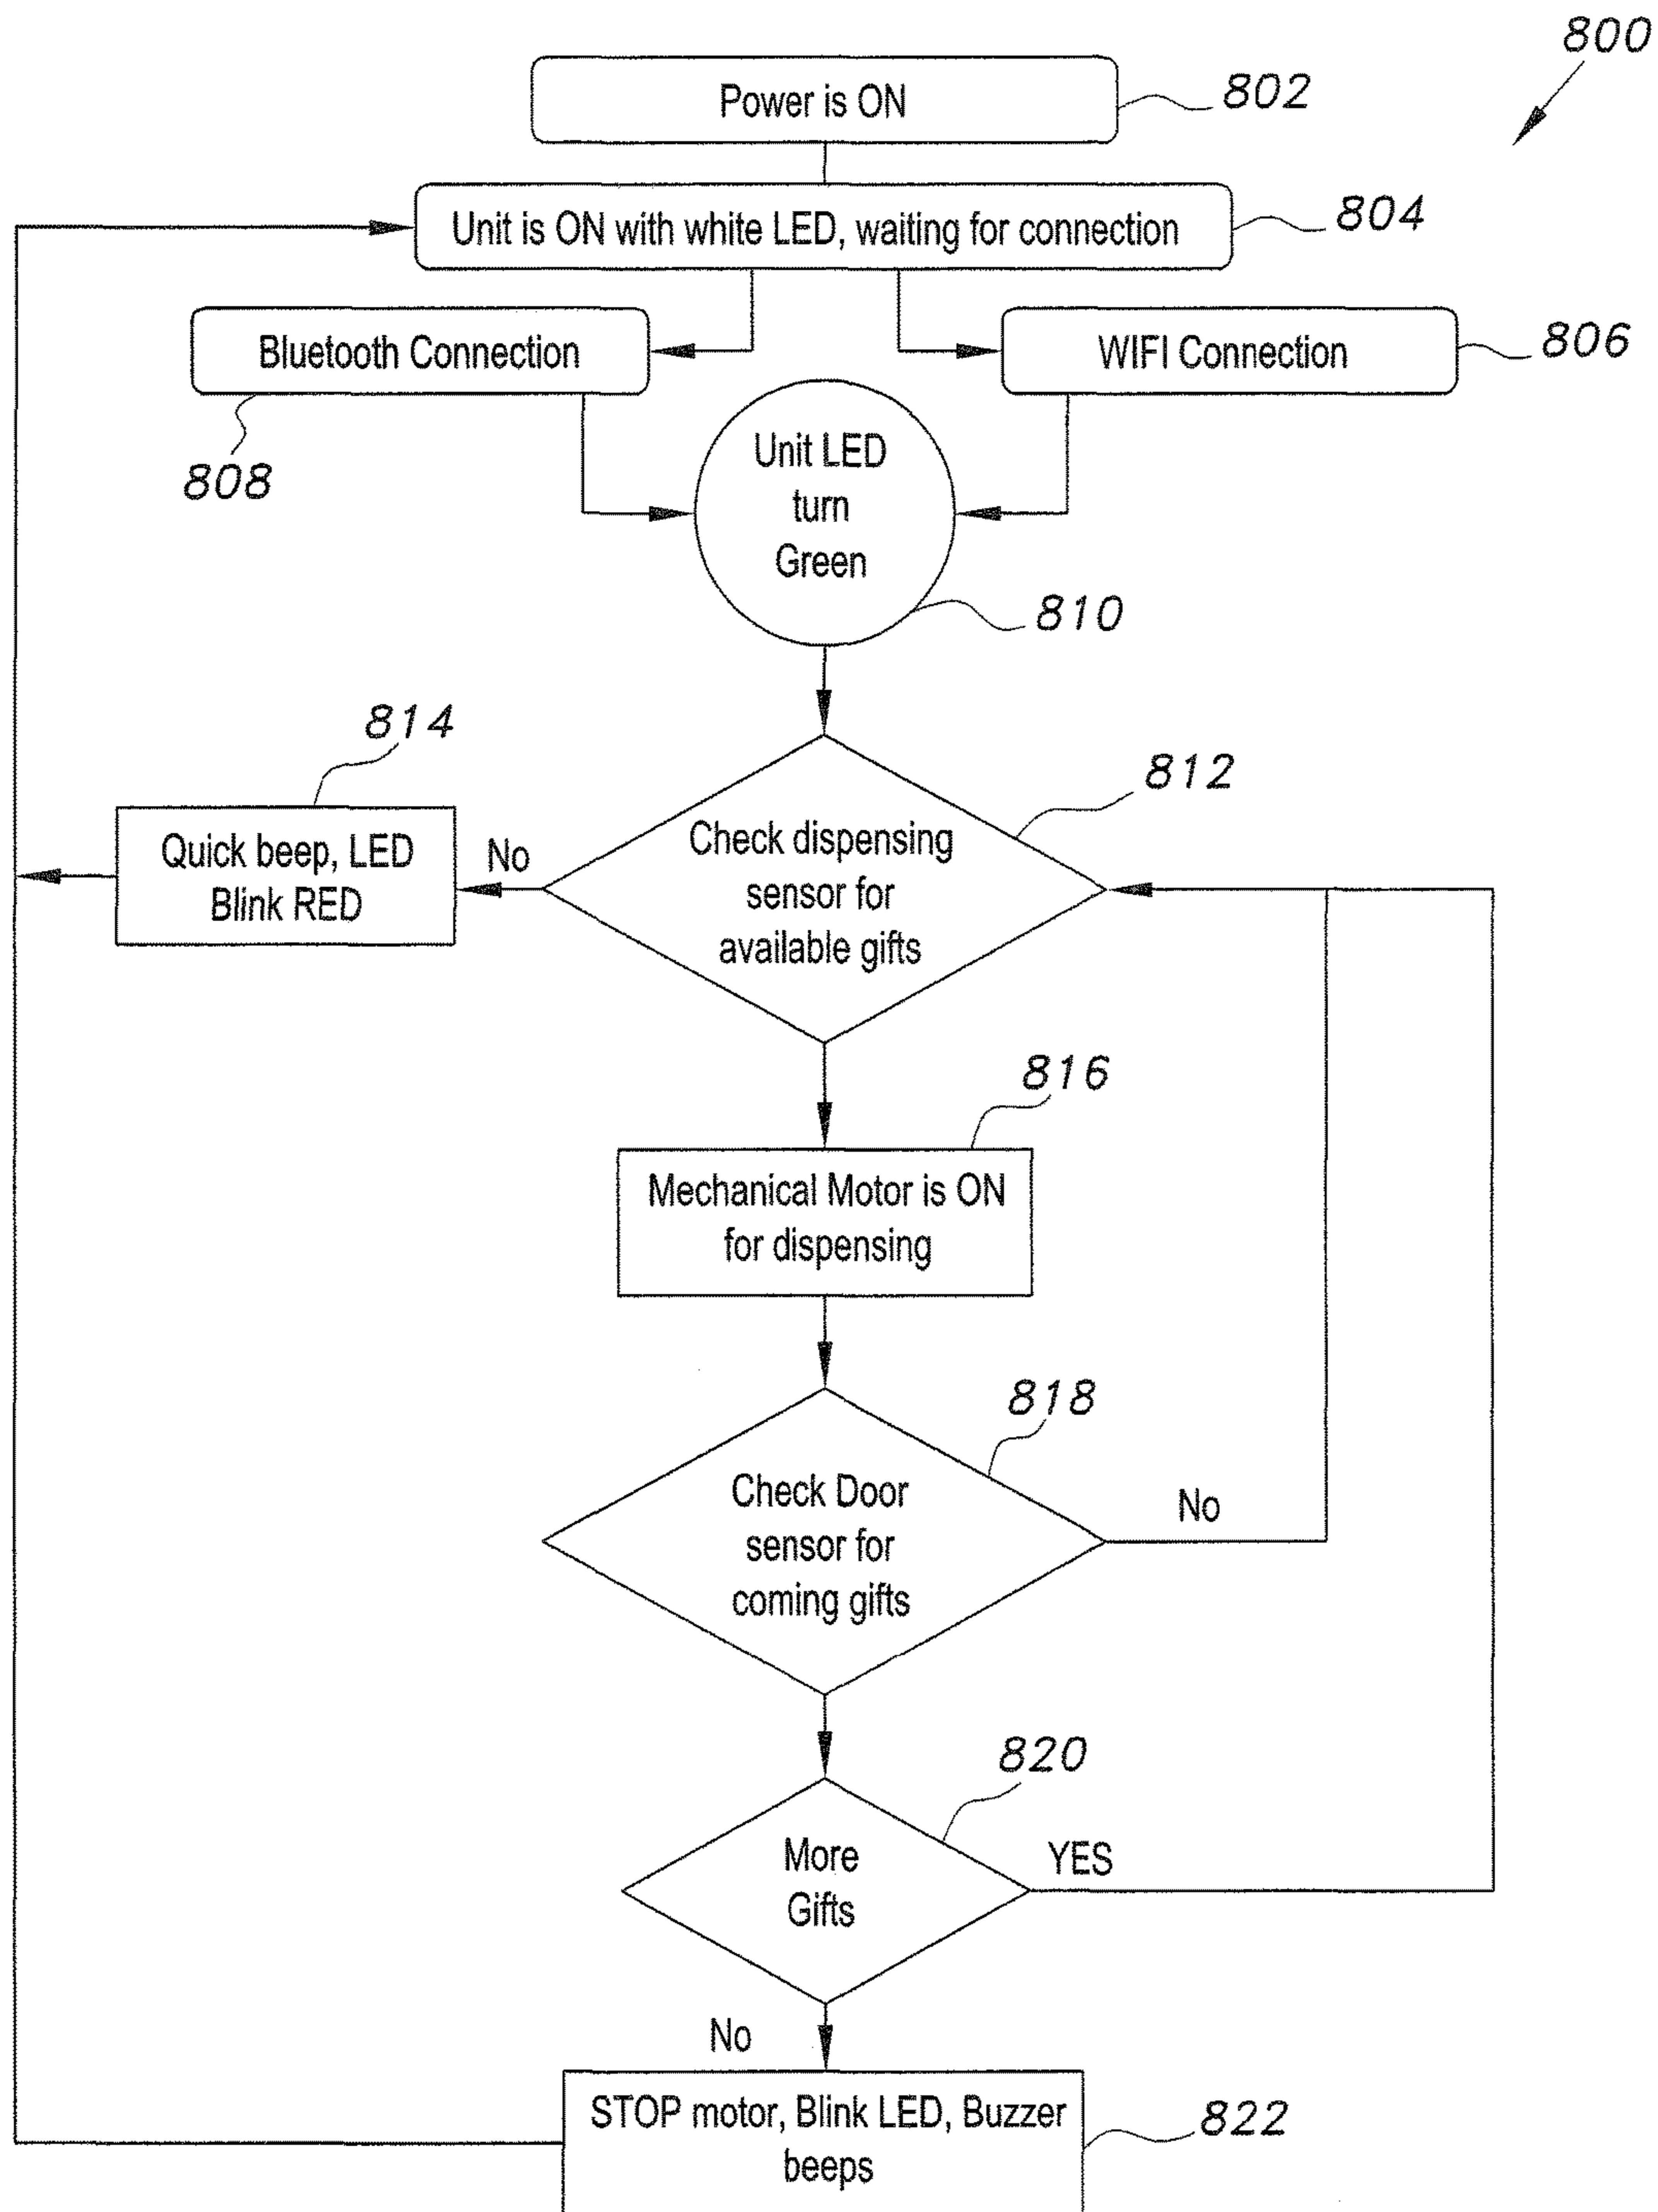 800
Power is ON
802
Unit is ON with white LED, waiting for connection
804
Bluetooth Connection
808
WIFI Connection
806
Unit LED
turn
Green
810
814
Quick beep, LED
Blink RED
No
812
Check dispensing
sensor for
available gifts
816
Mechanical Motor is ON
for dispensing
818
Check Door
sensor for
coming gifts
No
820
More
Gifts
YES
No
STOP motor, Blink LED, Buzzer
beeps
822